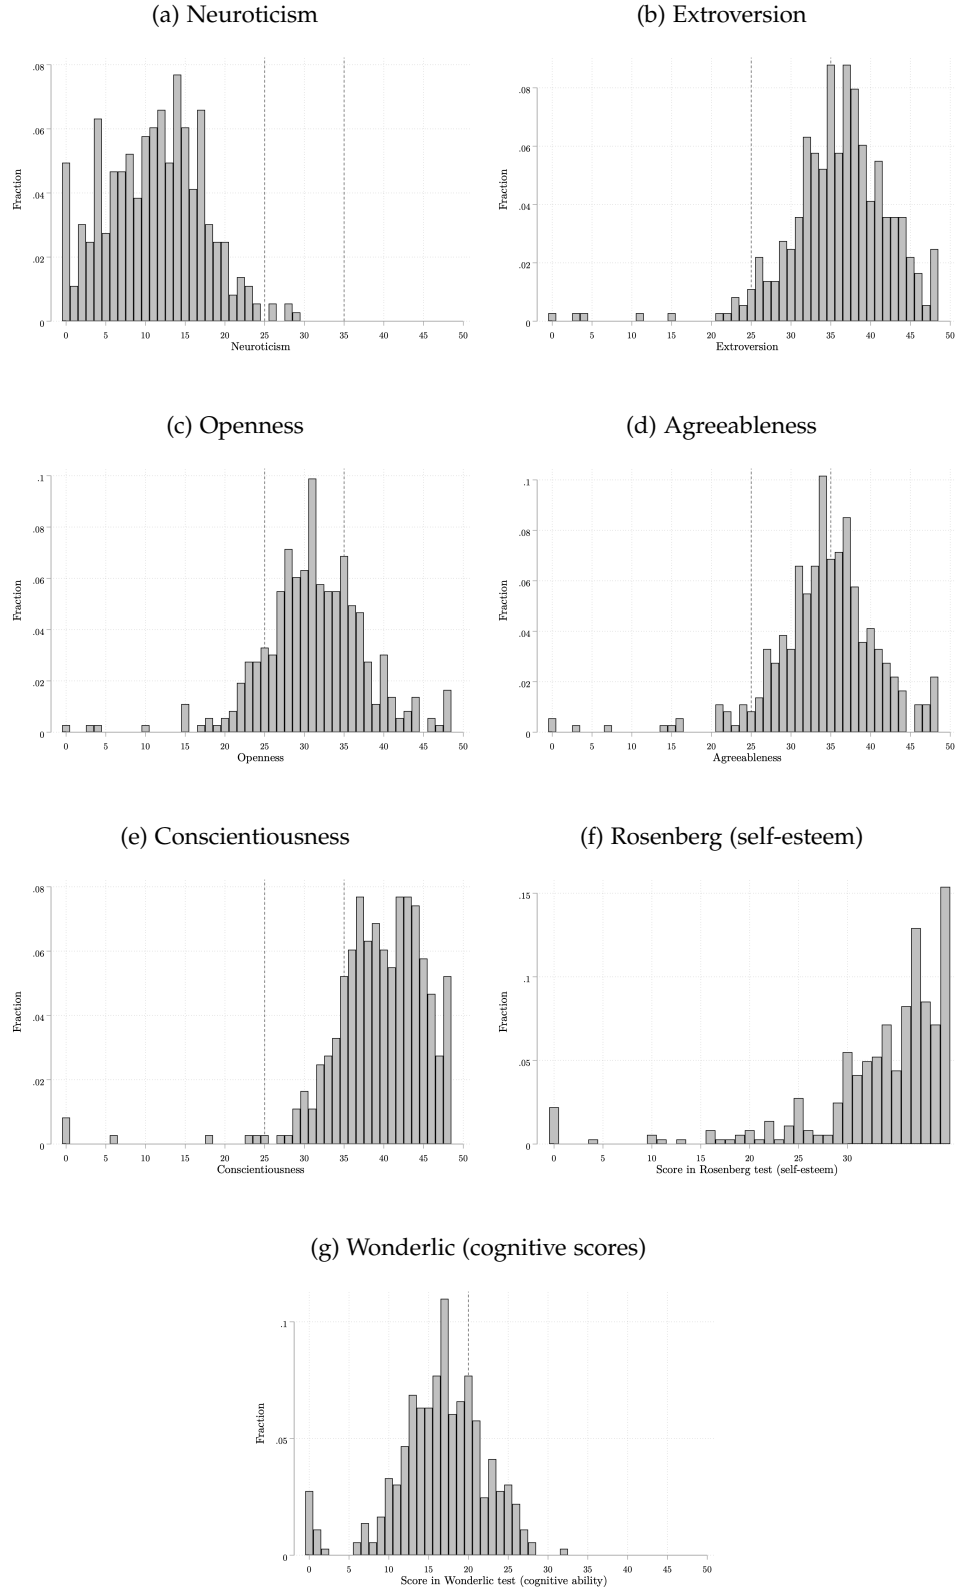 (a) Neuroticism
.08
.06
.04
.02
0
Fraction
0 5 10 15 20 25 30 35 40 45 50
Neuroticism
(b) Extroversion
.08
.06
.04
.02
0
Fraction
0 5 10 15 20 25 30 35 40 45 50
Extroversion
(c) Openness
.1
.08
.06
.04
.02
0
Fraction
0 5 10 15 20 25 30 35 40 45 50
Openness
(d) Agreeableness
.1
.08
.06
.04
.02
0
Fraction
0 5 10 15 20 25 30 35 40 45 50
Agreeableness
(e) Conscientiousness
.08
.06
.04
.02
0
Fraction
0 5 10 15 20 25 30 35 40 45 50
Conscientiousness
(f) Rosenberg (self-esteem)
.15
.1
.05
0
Fraction
0 5 10 15 20 25 30
Score in Rosenberg test (self-esteem)
(g) Wonderlic (cognitive scores)
.1
.05
0
Fraction
0 5 10 15 20 25 30 35 40 45 50
Score in Wonderlic test (cognitive ability)